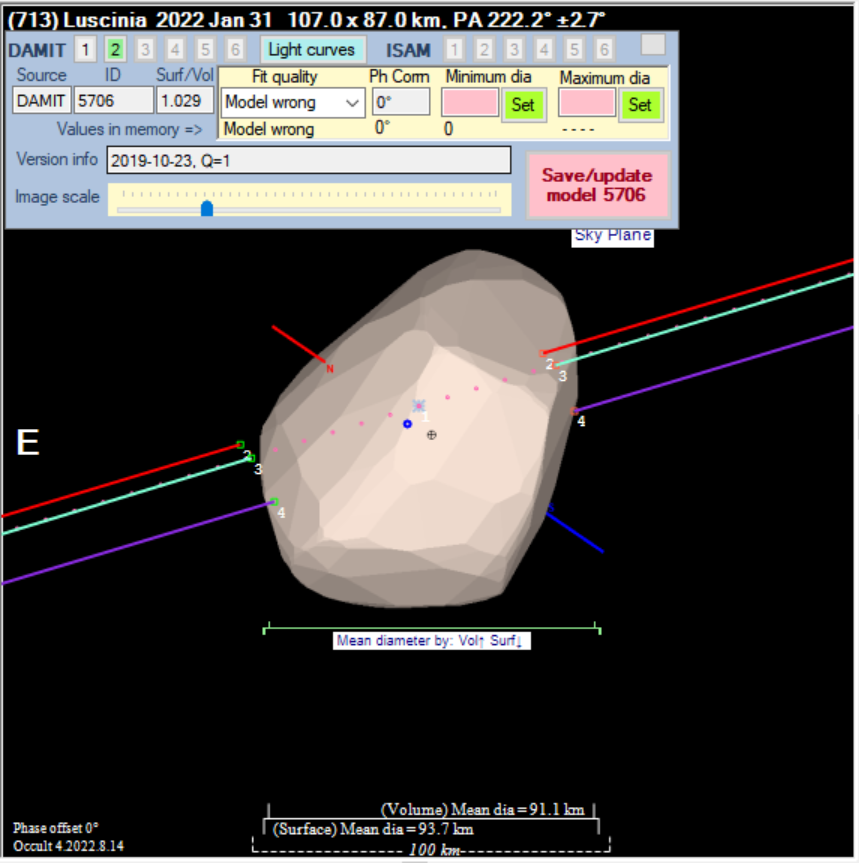 (713) Luscinia 2022 Jan 31 107.0 x 87.0 km, PA 222.2° ±2.7°
DAMIT 1 2 3 4 5 6 Light curves ISAM 1 2 3 4 5 6
Source ID Surf/Vol Fit quality Ph Corrn Minimum dia Maximum dia
DAMIT 5706 1.029 Model wrong 0° Set Set
Values in memory => Model wrong 0° 0 ----
Version info 2019-10-23, Q=1
Save/update
model 5706
Image scale
Sky Plane
N
2
3
1
4
E
2
3
4
Mean diameter by: Vol↑ Surf↓
(Volume) Mean dia=91.1 km
(Surface) Mean dia=93.7 km
Phase offset 0°
Occult 4.2022.8.14
100 km